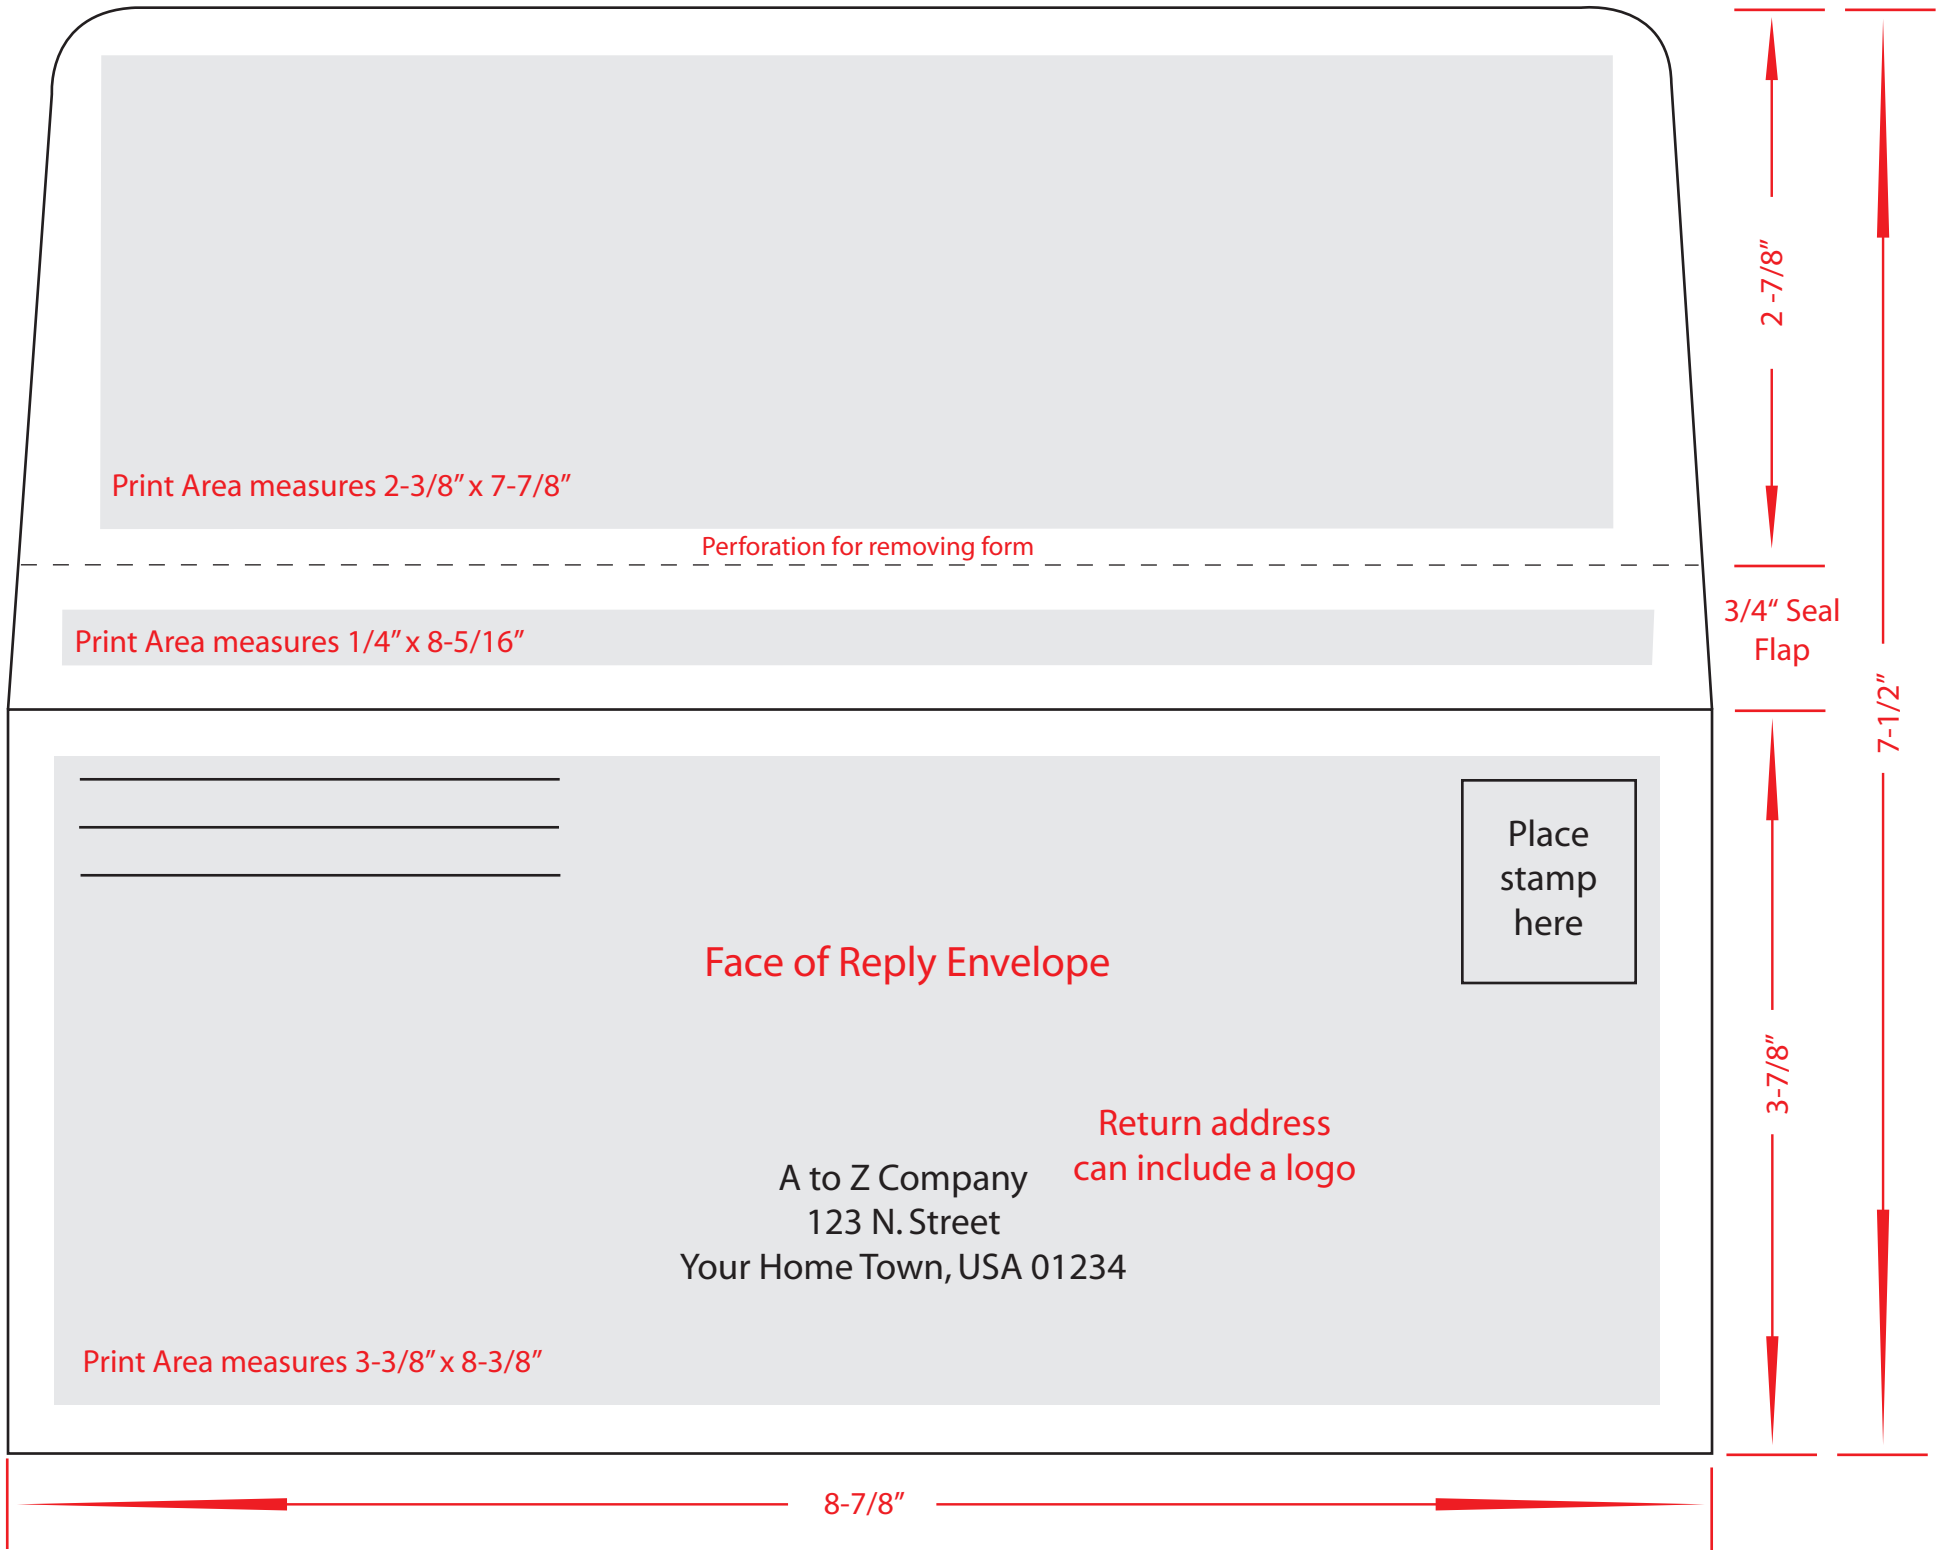 2 -7/8”
Print Area measures 2-3/8” x 7-7/8”
Perforation for removing form
3/4“ Seal
Flap
Print Area measures 1/4” x 8-5/16”
7-1/2”
Place
stamp
here
Face of Reply Envelope
3-7/8”
Return address
can include a logo
A to Z Company
123 N. Street
Your Home Town, USA 01234
Print Area measures 3-3/8” x 8-3/8”
8-7/8”